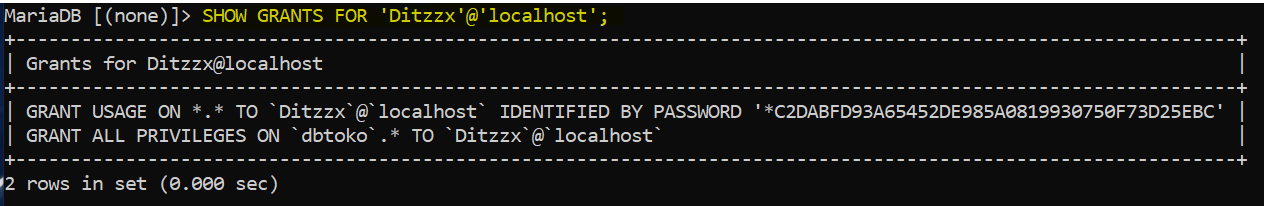 MariaDB [(none)]> SHOW GRANTS FOR 'Ditzzx'@'localhost';
+-------------------------------------------------------------------------------------------------------------+
| Grants for Ditzzx@localhost                                                                                 |
+-------------------------------------------------------------------------------------------------------------+
| GRANT USAGE ON *.* TO `Ditzzx`@`localhost` IDENTIFIED BY PASSWORD '*C2DABFD93A65452DE985A0819930750F73D25EBC' |
| GRANT ALL PRIVILEGES ON `dbtoko`.* TO `Ditzzx`@`localhost`                                                  |
+-------------------------------------------------------------------------------------------------------------+
2 rows in set (0.000 sec)